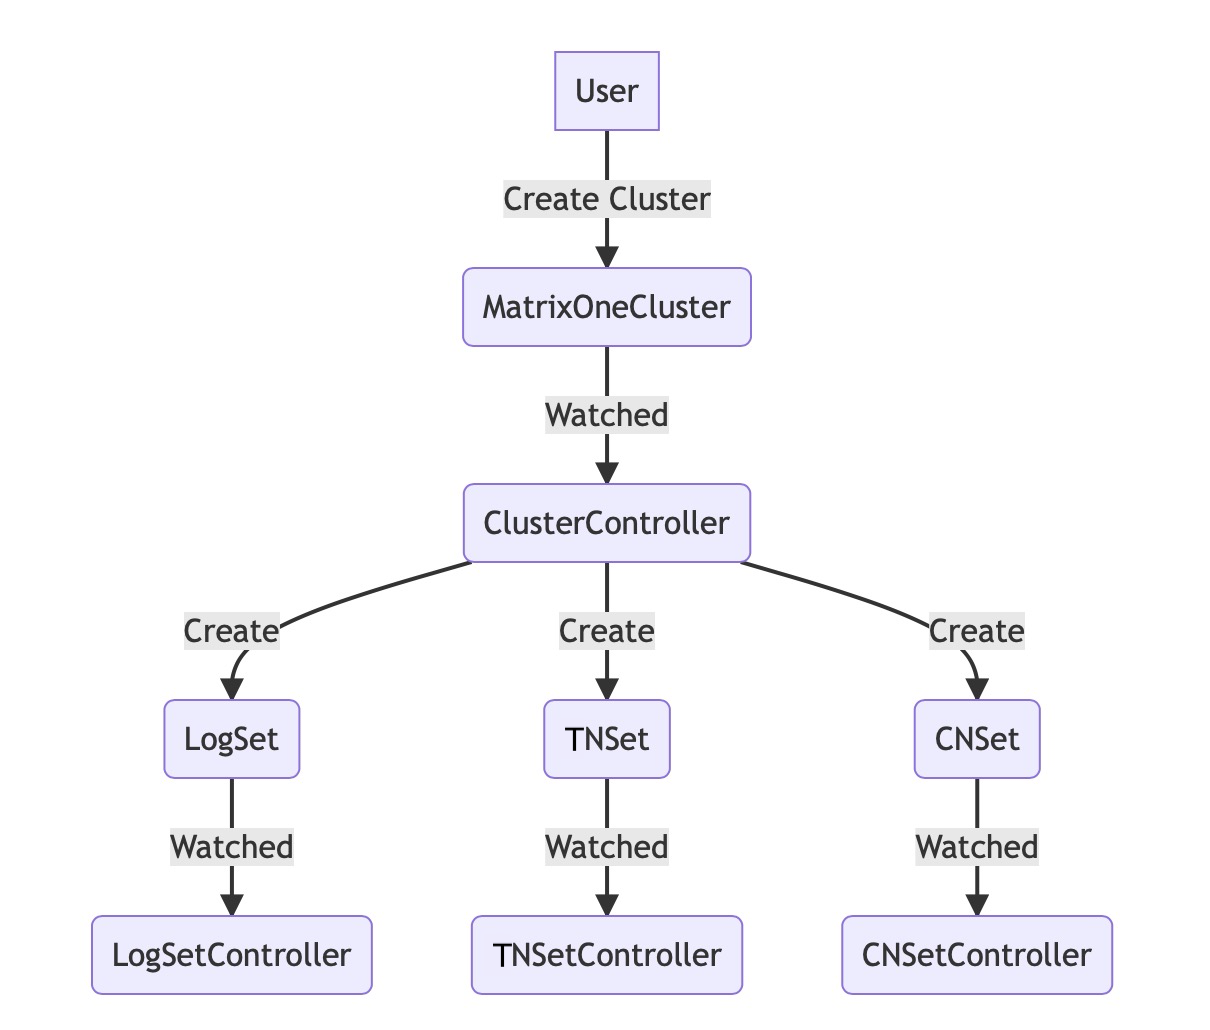 User
Create Cluster
MatrixOneCluster
Watched
ClusterController
Create
Create
Create
LogSet
TNSet
CNSet
Watched
Watched
Watched
LogSetController
TNSetController
CNSetController